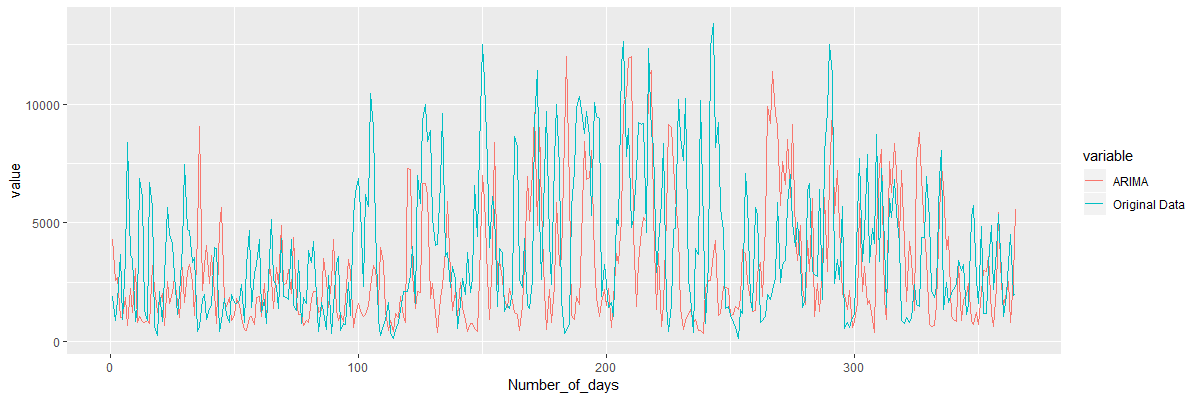 value
10000
5000
0
0
100
200
300
Number_of_days
variable
ARIMA
Original Data